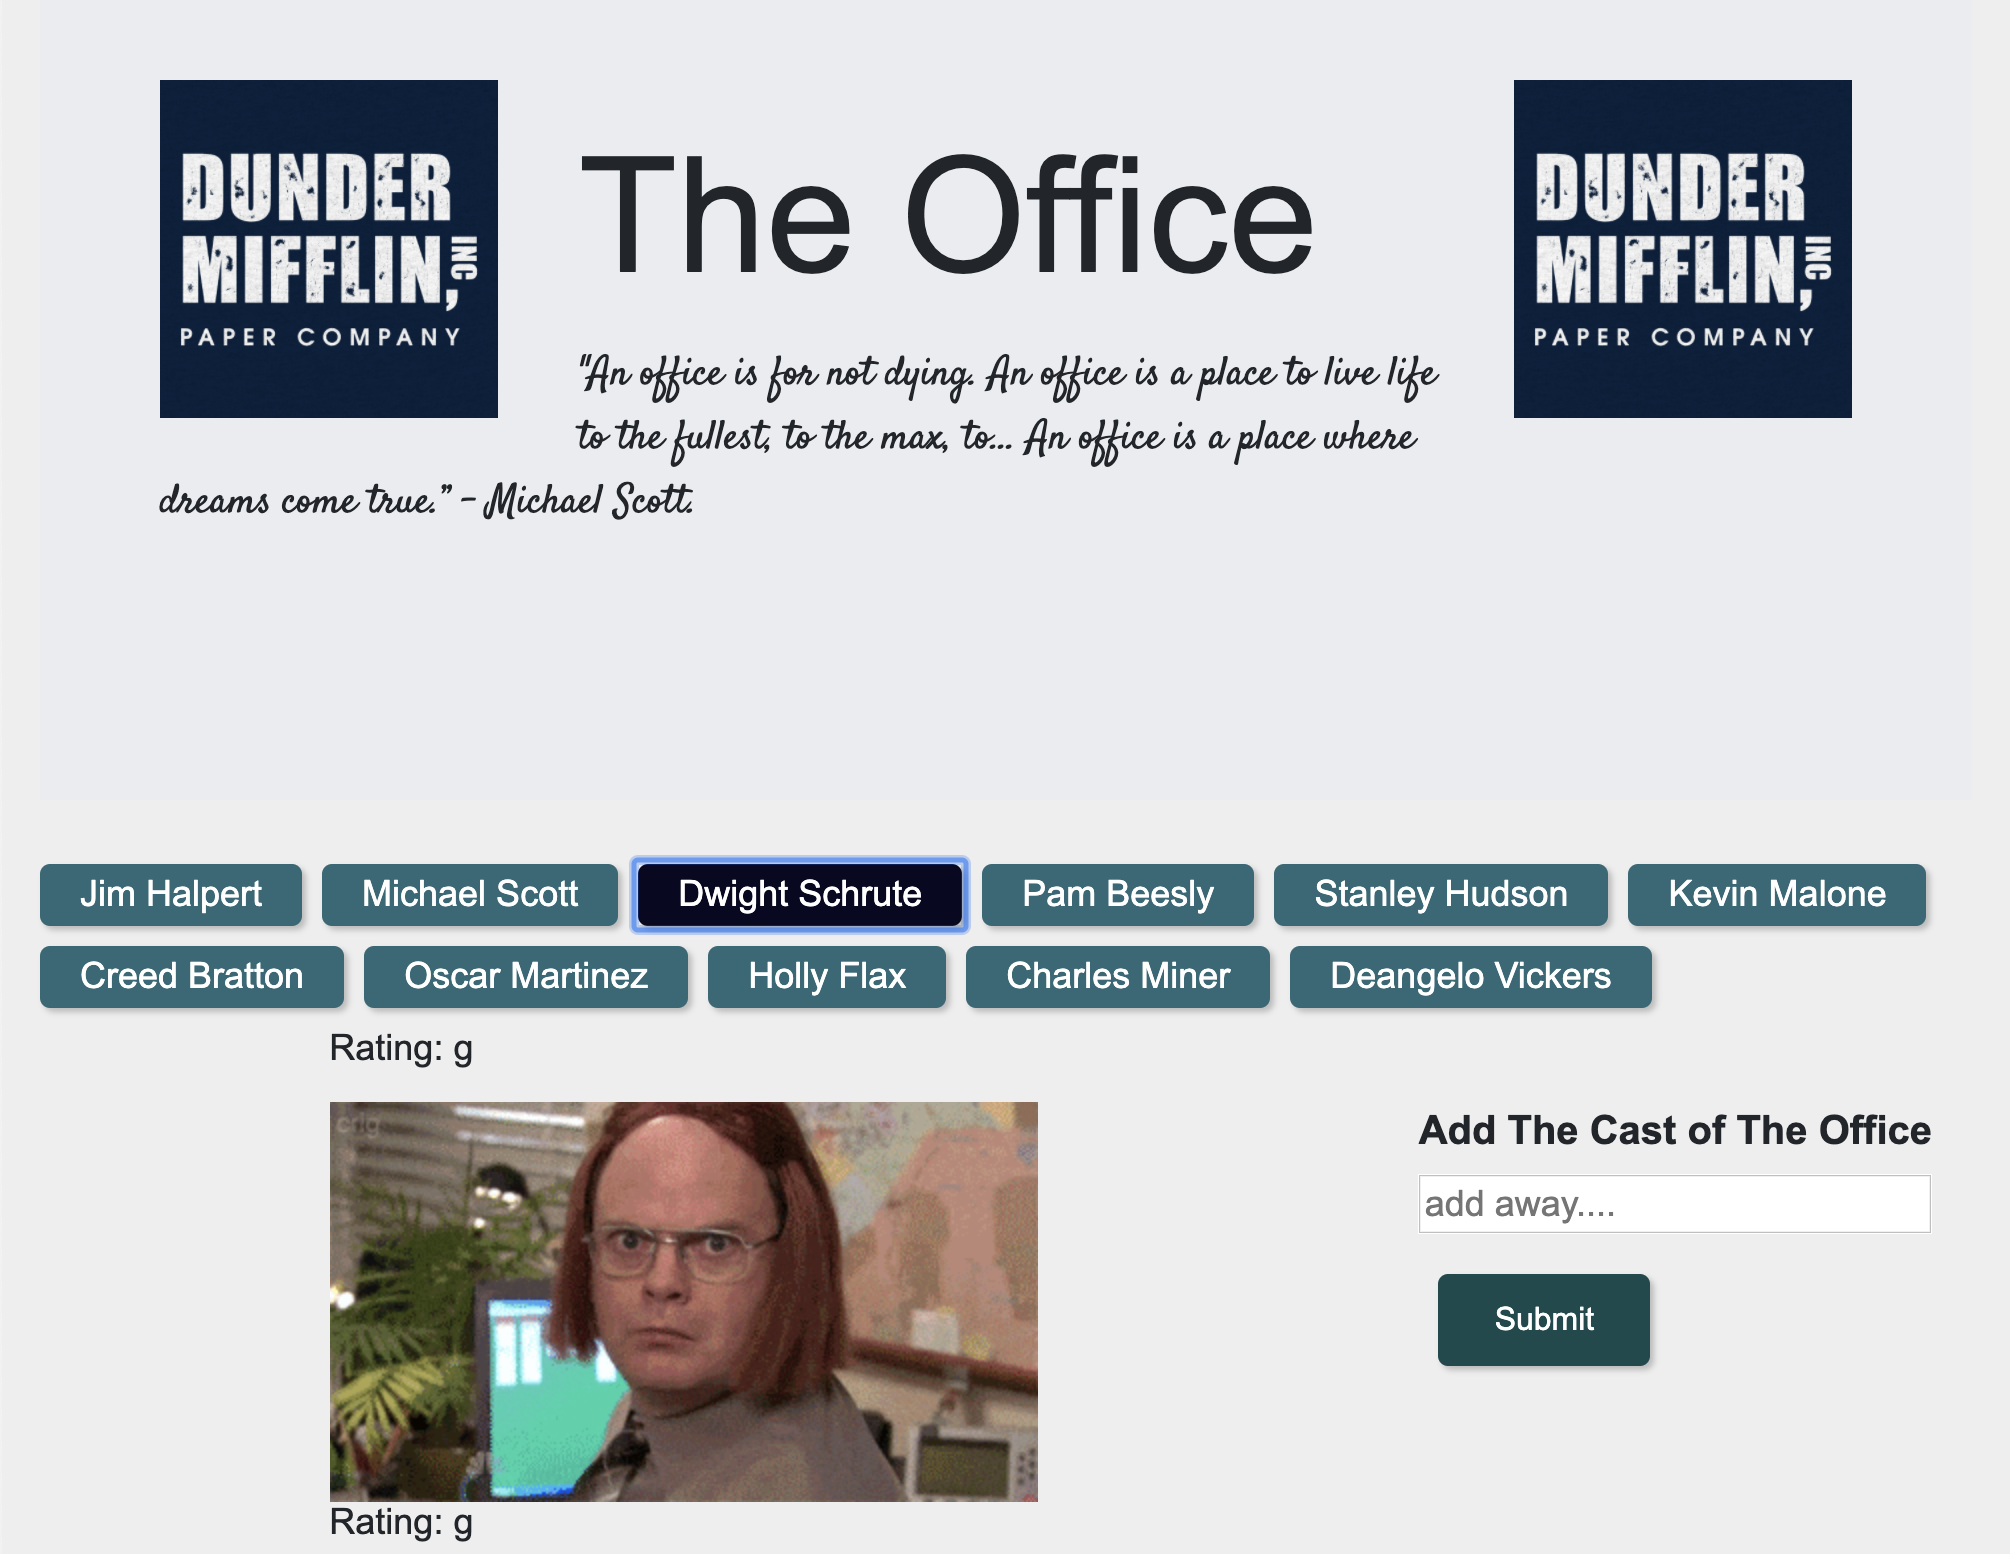 DUNDER
MIFFLIN, INC
PAPER COMPANY
The Office
DUNDER
MIFFLIN, INC
PAPER COMPANY
"An office is for not dying. An office is a place to live life
to the fullest, to the max, to... An office is a place where
dreams come true.” - Michael Scott.
Jim Halpert
Michael Scott
Dwight Schrute
Pam Beesly
Stanley Hudson
Kevin Malone
Creed Bratton
Oscar Martinez
Holly Flax
Charles Miner
Deangelo Vickers
Rating: g
Add The Cast of The Office
add away....
Submit
Rating: g